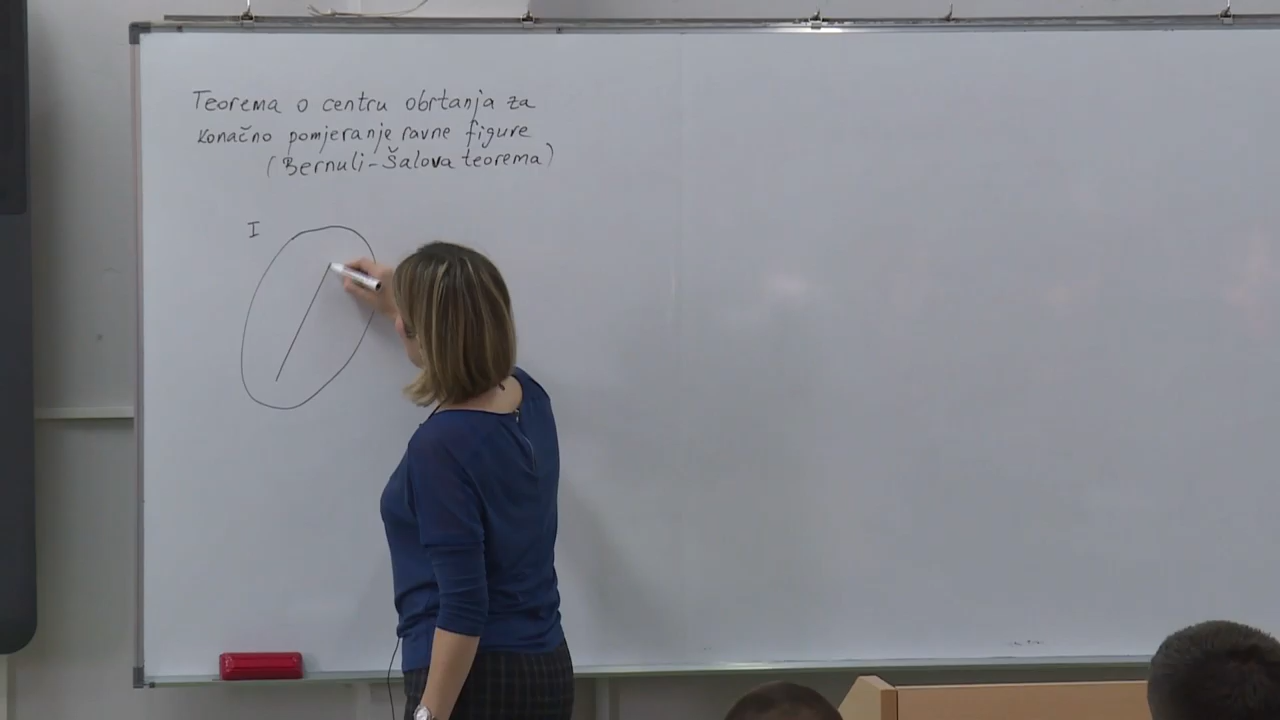 Teorema o centru obrtanja za
konačno pomjeranje ravne figure
(Bernuli-Šalova teorema)
I